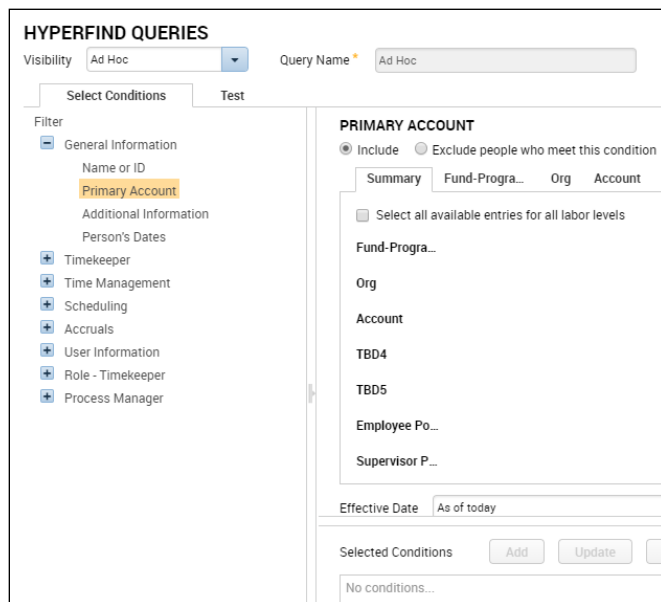 HYPERFIND QUERIES
Visibility Ad Hoc Query Name * Ad Hoc
Select Conditions Test
Filter
General Information
Name or ID
Primary Account
Additional Information
Person's Dates
Timekeeper
Time Management
Scheduling
Accruals
User Information
Role - Timekeeper
Process Manager
PRIMARY ACCOUNT
Include Exclude people who meet this condition
Summary Fund-Progra... Org Account
Select all available entries for all labor levels
Fund-Progra...
Org
Account
TBD4
TBD5
Employee Po...
Supervisor P...
Effective Date As of today
Selected Conditions Add Update
No conditions...